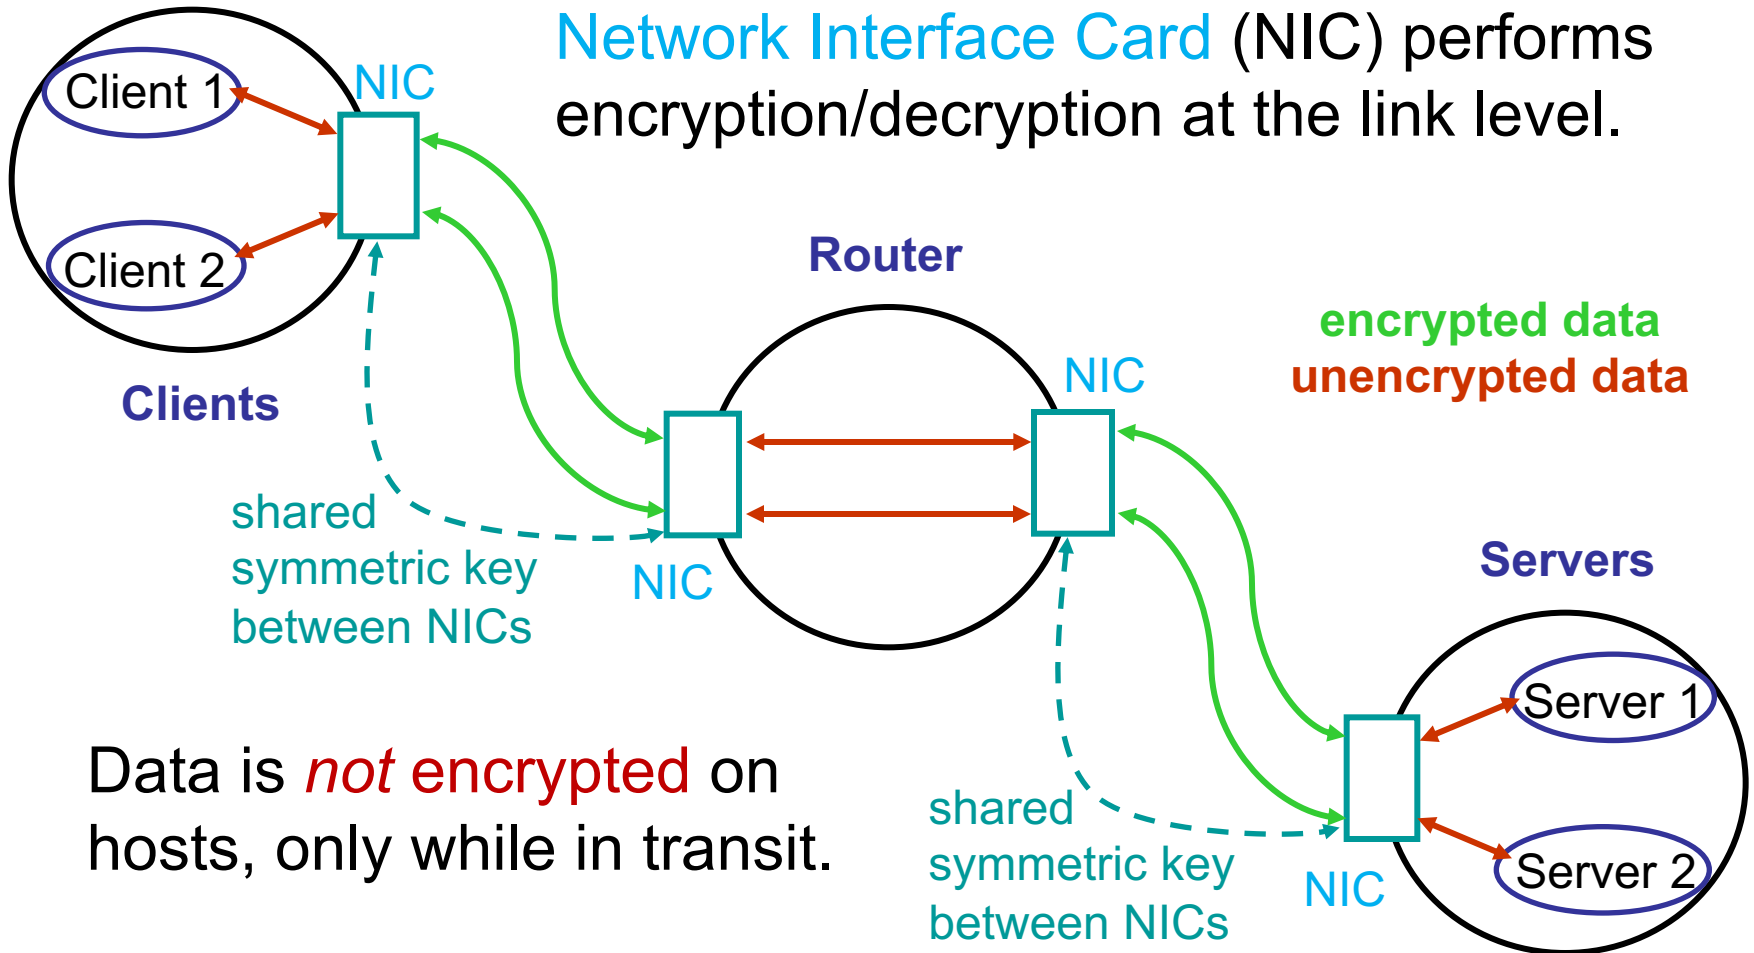 Network Interface Card (NIC) performs
encryption/decryption at the link level.
Client 1
NIC
Client 2
Clients
Router
encrypted data
unencrypted data
NIC
shared
symmetric key
between NICs
NIC
Servers
Server 1
Data is not encrypted on
hosts, only while in transit.
shared
symmetric key
between NICs
NIC
Server 2